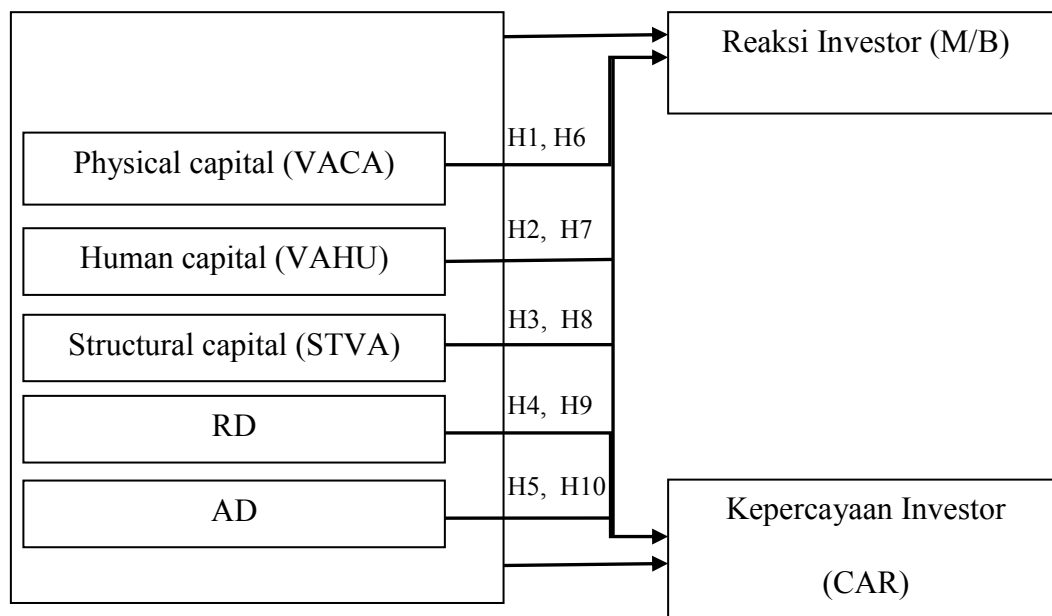 Reaksi Investor (M/B)
H1, H6
Physical capital (VACA)
H2, H7
Human capital (VAHU)
H3, H8
Structural capital (STVA)
H4, H9
RD
H5, H10
AD
Kepercayaan Investor
(CAR)